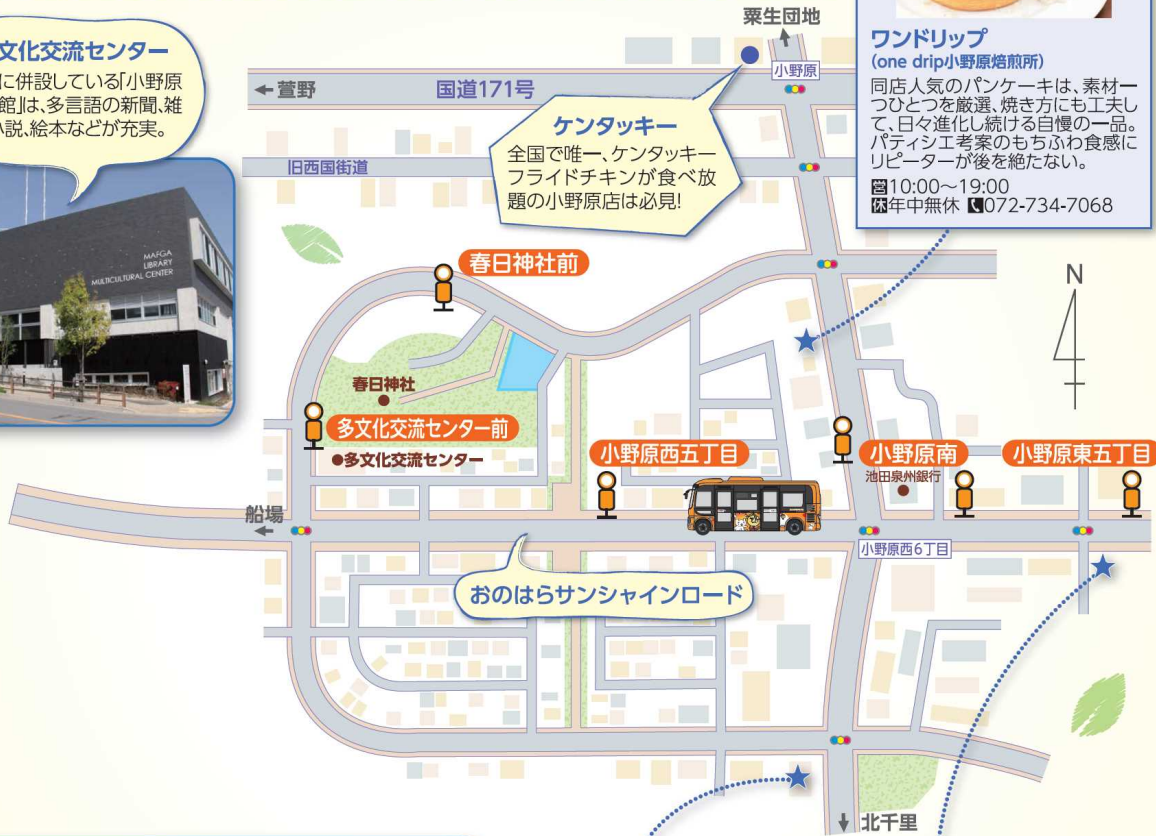 文化交流センター
に併設している「小野原
館」は、多言語の新聞、雑
小説、絵本などが充実。
MAFGA
LIBRARY
MULTICULTURAL CENTER
粟生団地
小野原
←萱野
国道171号
旧西国街道
ケンタッキー
全国で唯一、ケンタッキー
フライドチキンが食べ放
題の小野原店は必見!
ワンドリップ
(one drip小野原焙煎所)
同店人気のパンケーキは、素材一
つひとつを厳選、焼き方にも工夫し
て、日々進化し続ける自慢の一品。
パティシエ考案のもちふわ食感に
リピーターが後を絶たない。
営10:00〜19:00
休年中無休 072-734-7068
N
春日神社前
春日神社
多文化交流センター前
●多文化交流センター
小野原西五丁目
小野原南
池田泉州銀行
小野原東五丁目
船場
小野原西6丁目
おのはらサンシャインロード
北千里